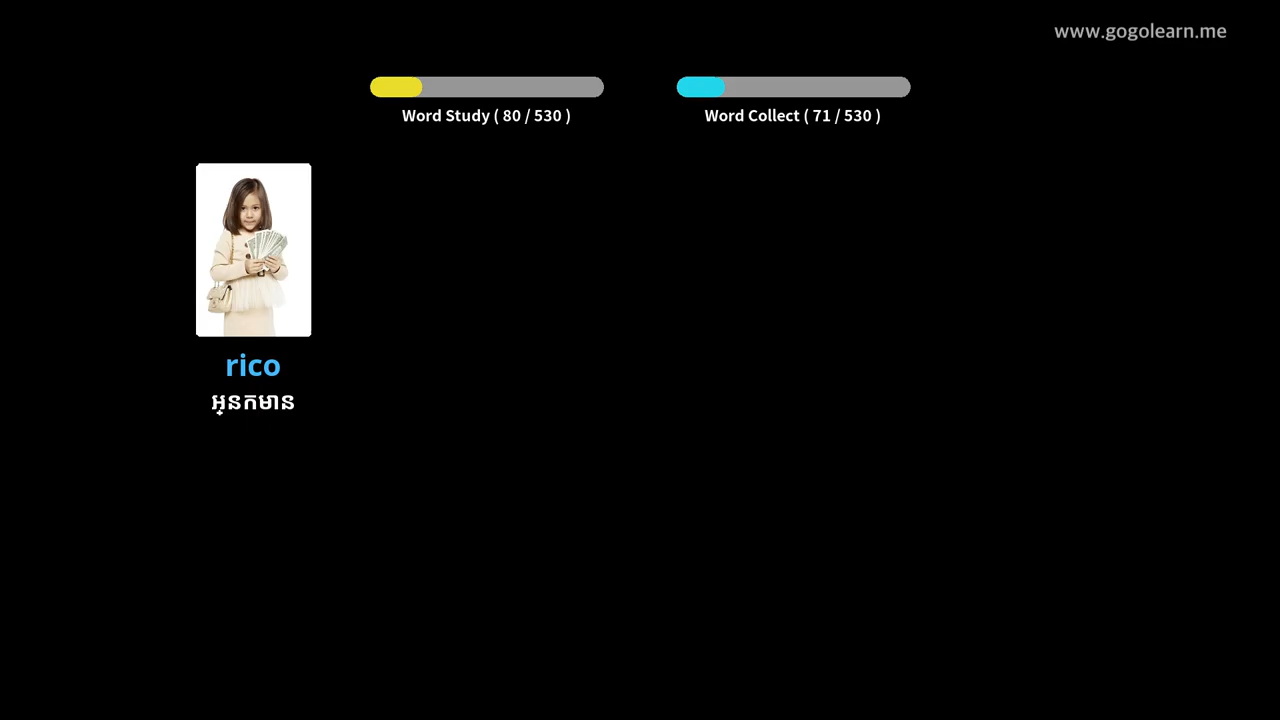 www.gogolearn.me
Word Study ( 80 / 530 )
Word Collect ( 71 / 530 )
rico
អ្នកមាន